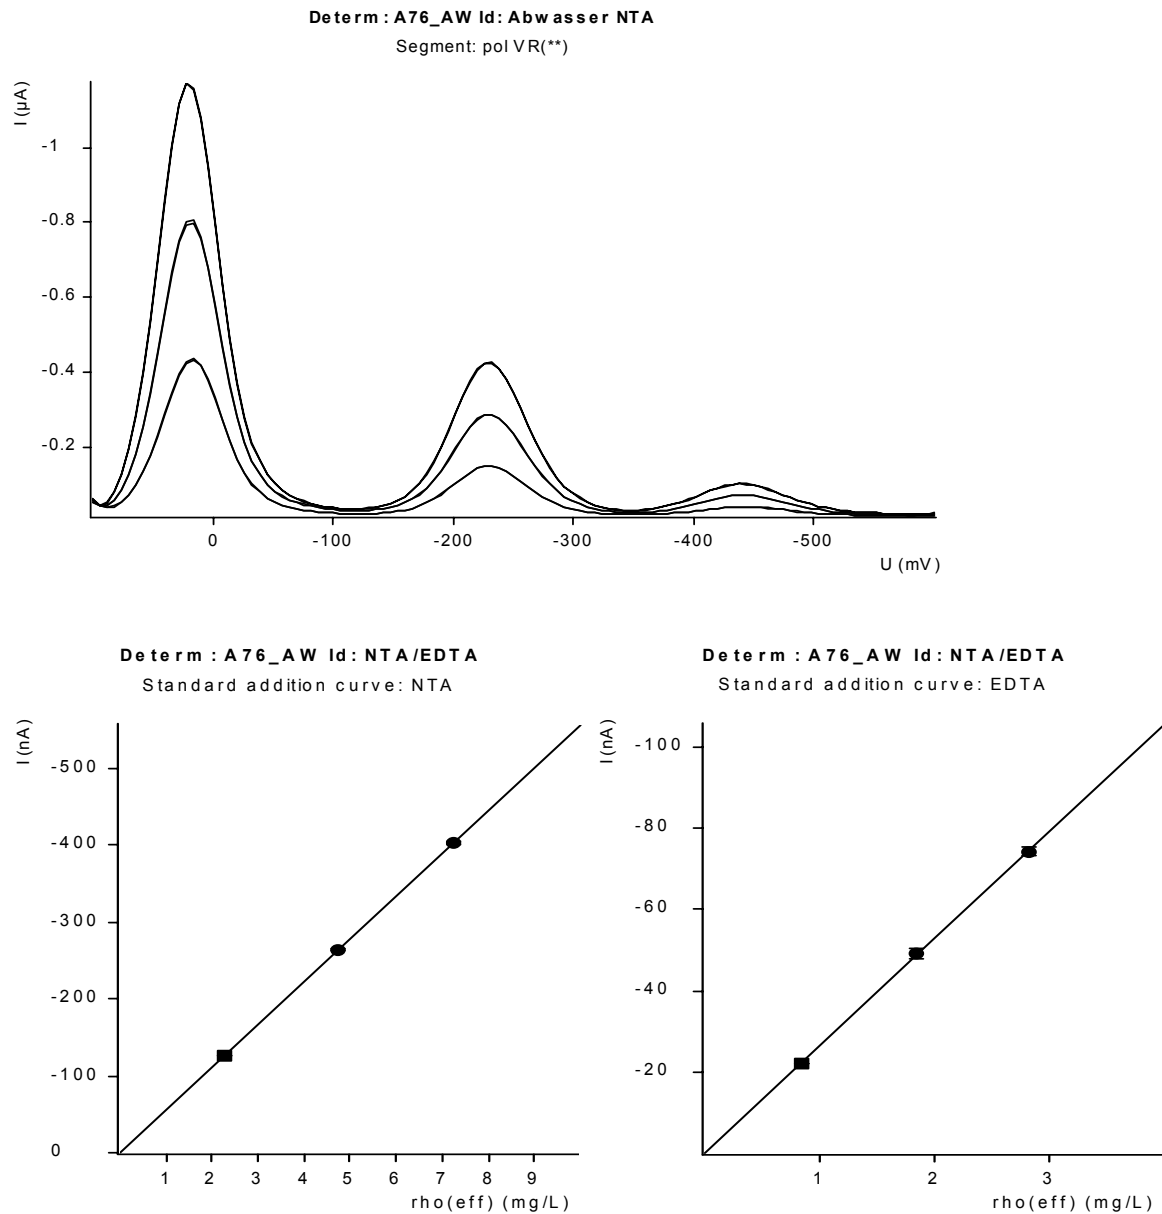 Determ : A76_AW Id: Abwasser NTA
Segment: pol VR(**)
I (µA)
-1
-0.8
-0.6
-0.4
-0.2
0 -100 -200 -300 -400 -500
U (mV)
Determ : A76_AW Id: NTA/EDTA
Standard addition curve: NTA
I (nA)
-500
-400
-300
-200
-100
0
1 2 3 4 5 6 7 8 9
rho(eff) (mg/L)
Determ : A76_AW Id: NTA/EDTA
Standard addition curve: EDTA
I (nA)
-100
-80
-60
-40
-20
1 2 3
rho(eff) (mg/L)